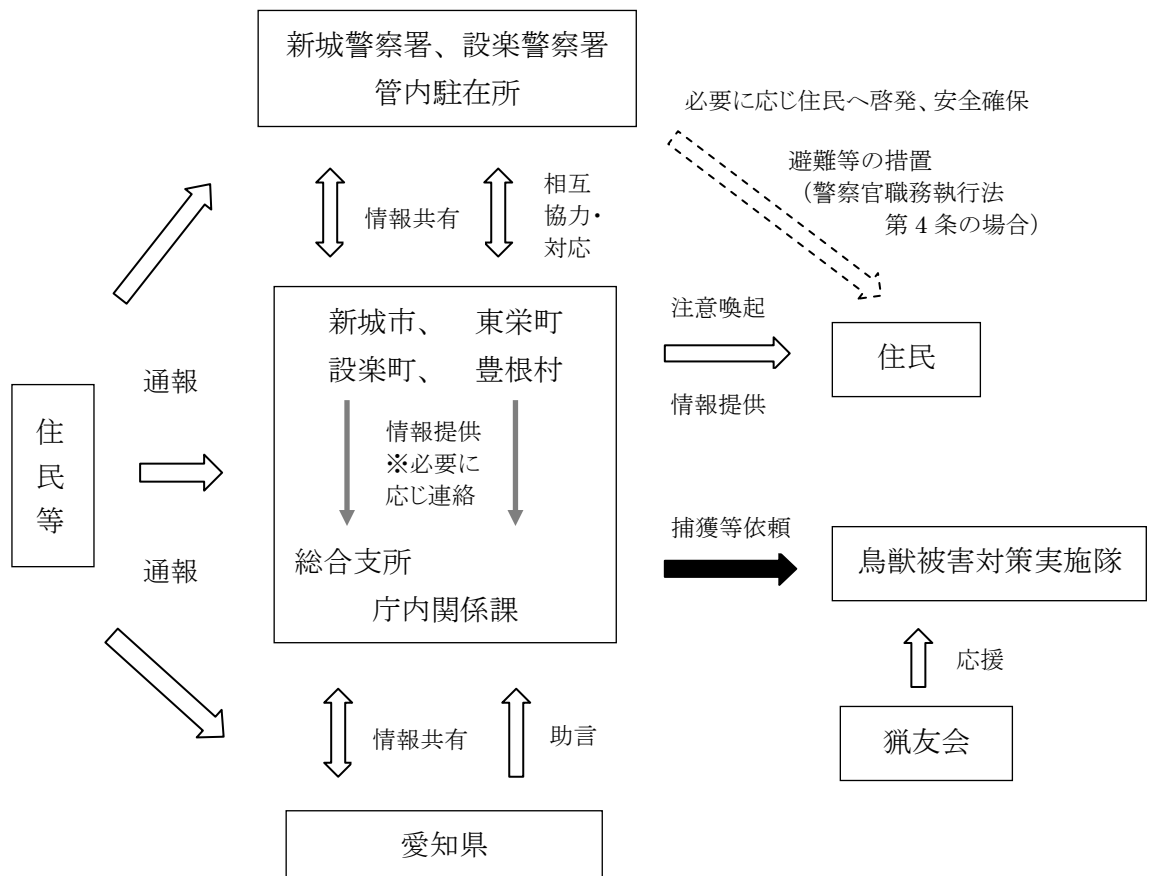 新城警察署、設楽警察署
管内駐在所
必要に応じ住民へ啓発、安全確保
避難等の措置
（警察官職務執行法
第 4 条の場合）
情報共有
相互
協力・
対応
新城市、 東栄町
設楽町、 豊根村
情報提供
※必要に
応じ連絡
総合支所
庁内関係課
注意喚起
情報提供
住民
通報
住民等
通報
捕獲等依頼
鳥獣被害対策実施隊
応援
猟友会
情報共有
助言
愛知県